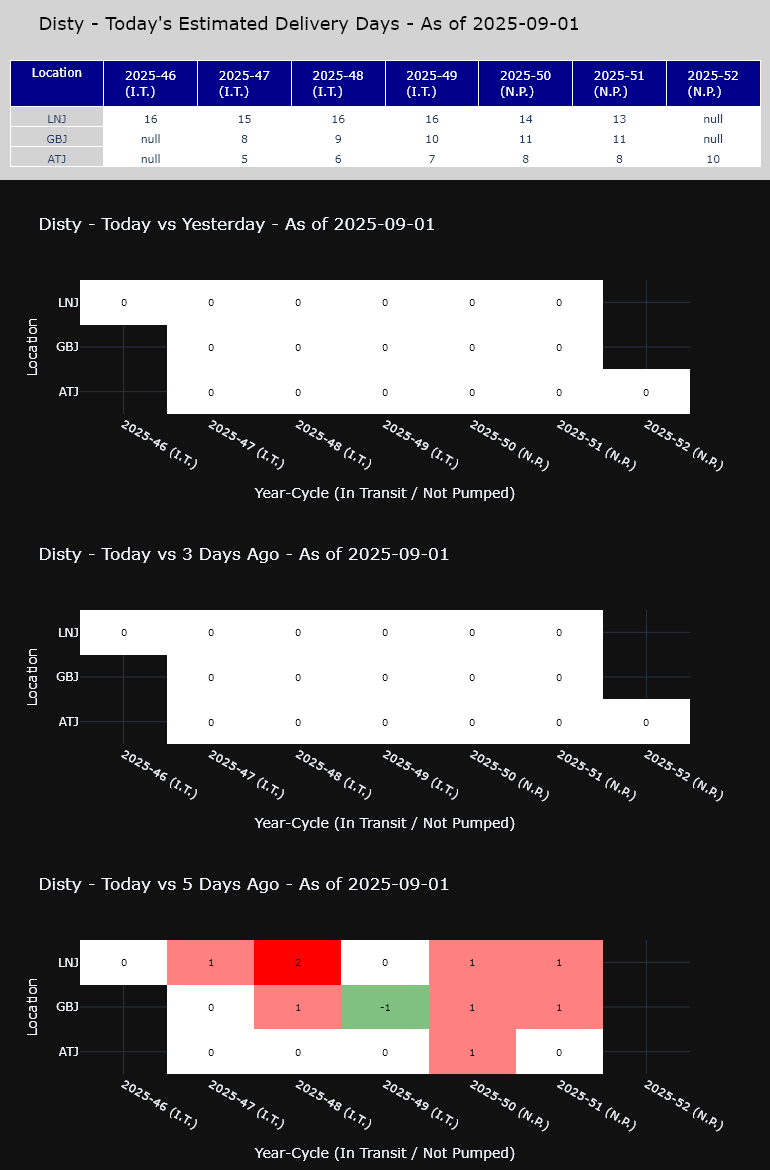 Disty - Today's Estimated Delivery Days - As of 2025-09-01
Location 2025-46 (I.T.) 2025-47 (I.T.) 2025-48 (I.T.) 2025-49 (I.T.) 2025-50 (N.P.) 2025-51 (N.P.) 2025-52 (N.P.)
LNJ 16 15 16 16 14 13 null
GBJ null 8 9 10 11 11 null
ATJ null 5 6 7 8 8 10
Disty - Today vs Yesterday - As of 2025-09-01
Location
LNJ 0 0 0 0 0 0
GBJ 0 0 0 0 0
ATJ 0 0 0 0 0 0
2025-46 (I.T.) 2025-47 (I.T.) 2025-48 (I.T.) 2025-49 (I.T.) 2025-50 (N.P.) 2025-51 (N.P.) 2025-52 (N.P.)
Year-Cycle (In Transit / Not Pumped)
Disty - Today vs 3 Days Ago - As of 2025-09-01
Location
LNJ 0 0 0 0 0 0
GBJ 0 0 0 0 0
ATJ 0 0 0 0 0 0
2025-46 (I.T.) 2025-47 (I.T.) 2025-48 (I.T.) 2025-49 (I.T.) 2025-50 (N.P.) 2025-51 (N.P.) 2025-52 (N.P.)
Year-Cycle (In Transit / Not Pumped)
Disty - Today vs 5 Days Ago - As of 2025-09-01
Location
LNJ 0 1 2 0 1 1
GBJ 0 1 -1 1 1
ATJ 0 0 0 1 0
2025-46 (I.T.) 2025-47 (I.T.) 2025-48 (I.T.) 2025-49 (I.T.) 2025-50 (N.P.) 2025-51 (N.P.) 2025-52 (N.P.)
Year-Cycle (In Transit / Not Pumped)